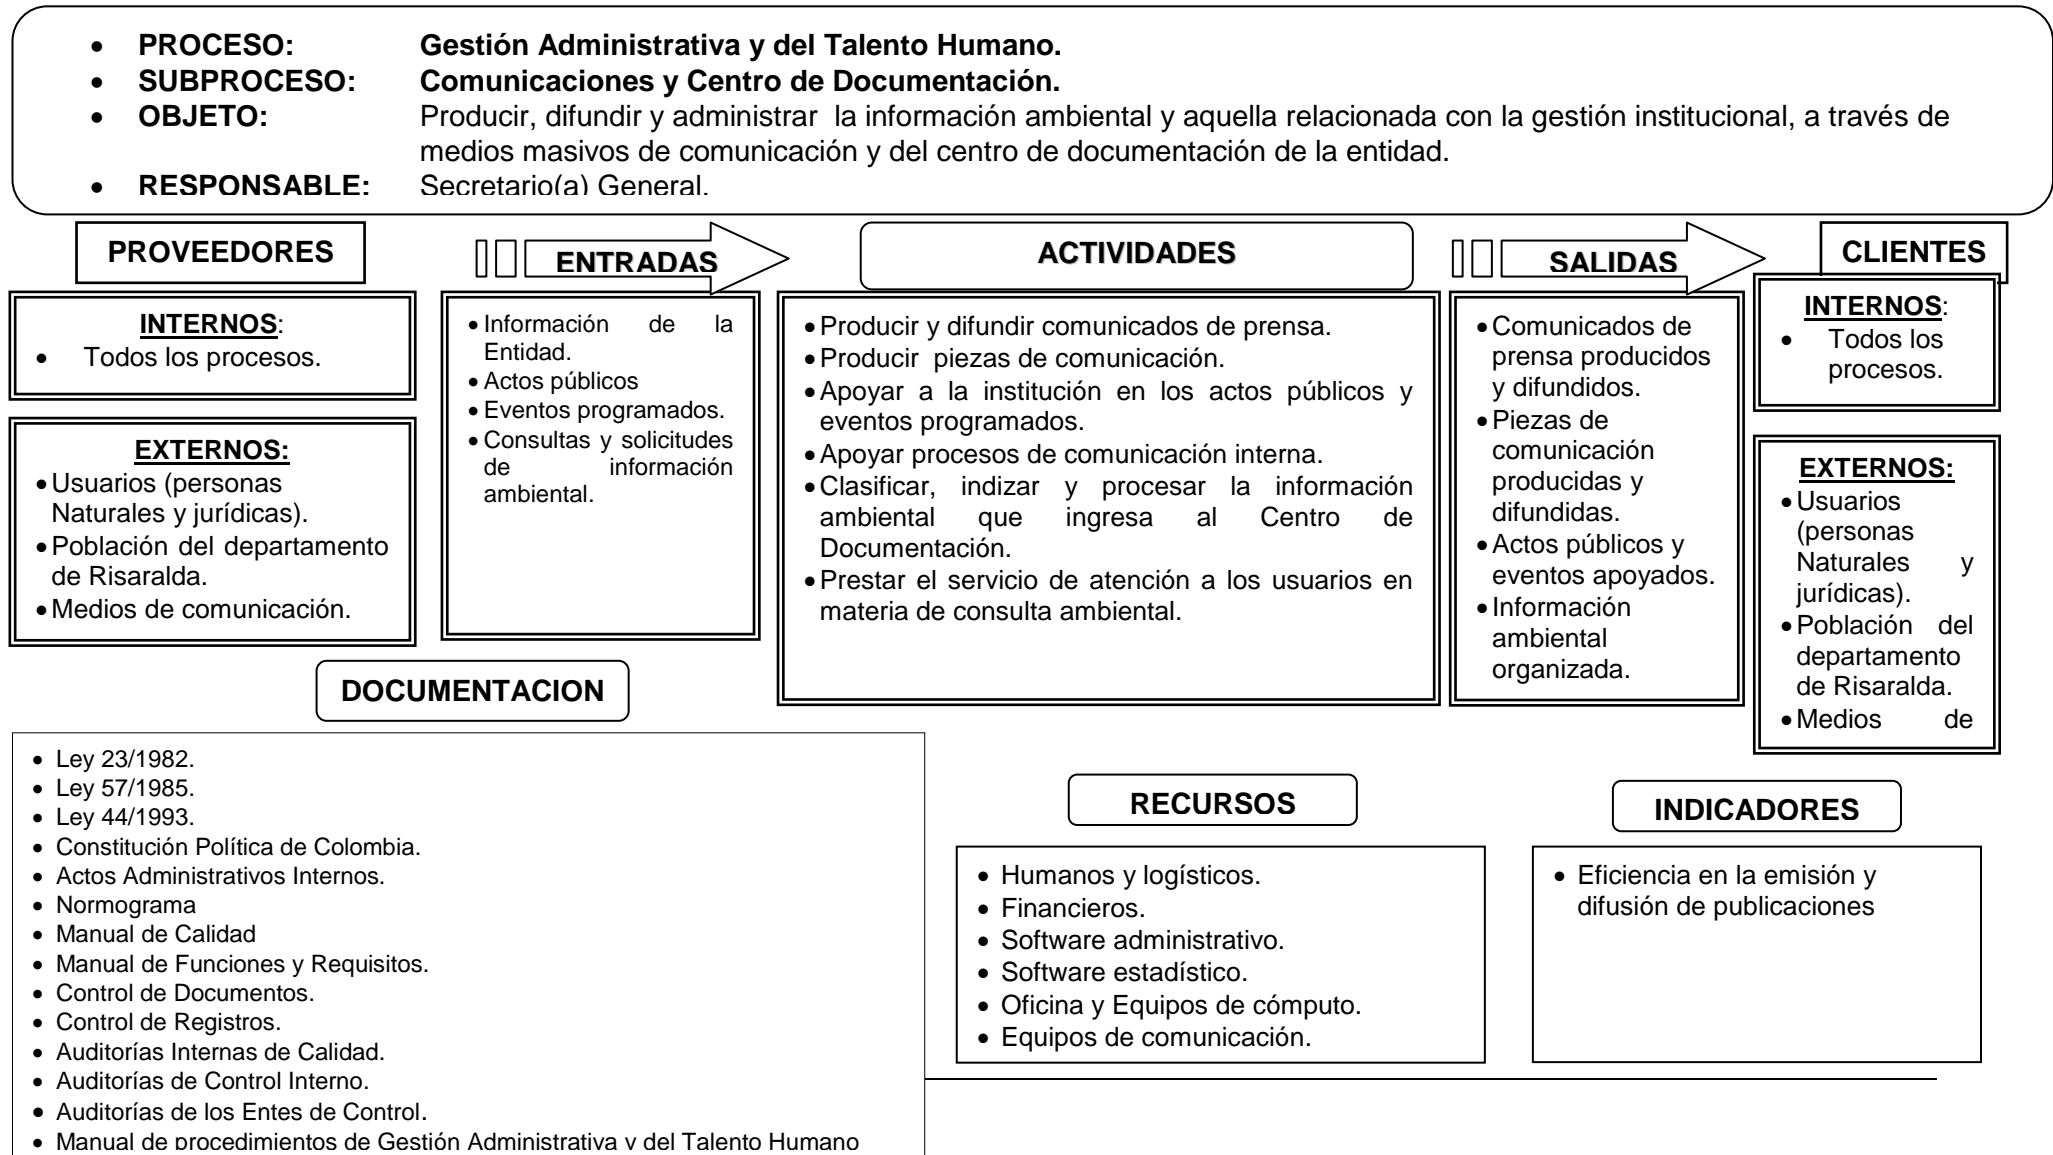 • PROCESO: Gestión Administrativa y del Talento Humano.
• SUBPROCESO: Comunicaciones y Centro de Documentación.
• OBJETO: Producir, difundir y administrar la información ambiental y aquella relacionada con la gestión institucional, a través de
medios masivos de comunicación y del centro de documentación de la entidad.
• RESPONSABLE: Secretario(a) General.
PROVEEDORES
INTERNOS:
• Todos los procesos.
EXTERNOS:
• Usuarios (personas
Naturales y jurídicas).
• Población del departamento
de Risaralda.
• Medios de comunicación.
ENTRADAS
• Información de la
Entidad.
• Actos públicos
• Eventos programados.
• Consultas y solicitudes
de información
ambiental.
ACTIVIDADES
• Producir y difundir comunicados de prensa.
• Producir piezas de comunicación.
• Apoyar a la institución en los actos públicos y
eventos programados.
• Apoyar procesos de comunicación interna.
• Clasificar, indizar y procesar la información
ambiental que ingresa al Centro de
Documentación.
• Prestar el servicio de atención a los usuarios en
materia de consulta ambiental.
SALIDAS
• Comunicados de
prensa producidos
y difundidos.
• Piezas de
comunicación
producidas y
difundidas.
• Actos públicos y
eventos apoyados.
• Información
ambiental
organizada.
CLIENTES
INTERNOS:
• Todos los
procesos.
EXTERNOS:
• Usuarios
(personas
Naturales y
jurídicas).
• Población del
departamento
de Risaralda.
• Medios de
DOCUMENTACION
• Ley 23/1982.
• Ley 57/1985.
• Ley 44/1993.
• Constitución Política de Colombia.
• Actos Administrativos Internos.
• Normograma
• Manual de Calidad
• Manual de Funciones y Requisitos.
• Control de Documentos.
• Control de Registros.
• Auditorías Internas de Calidad.
• Auditorías de Control Interno.
• Auditorías de los Entes de Control.
• Manual de procedimientos de Gestión Administrativa y del Talento Humano
RECURSOS
• Humanos y logísticos.
• Financieros.
• Software administrativo.
• Software estadístico.
• Oficina y Equipos de cómputo.
• Equipos de comunicación.
INDICADORES
• Eficiencia en la emisión y
difusión de publicaciones